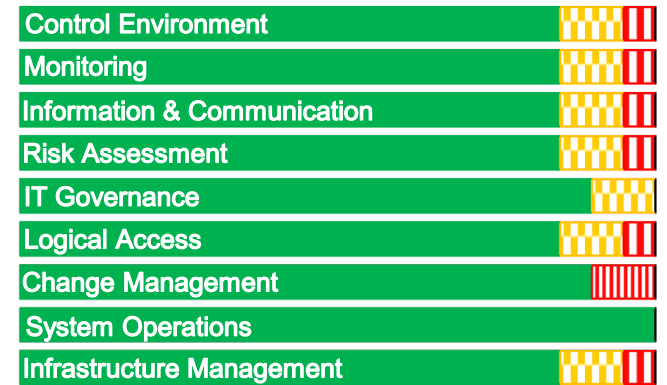 Control Environment
Monitoring
Information & Communication
Risk Assessment
IT Governance
Logical Access
Change Management
System Operations
Infrastructure Management